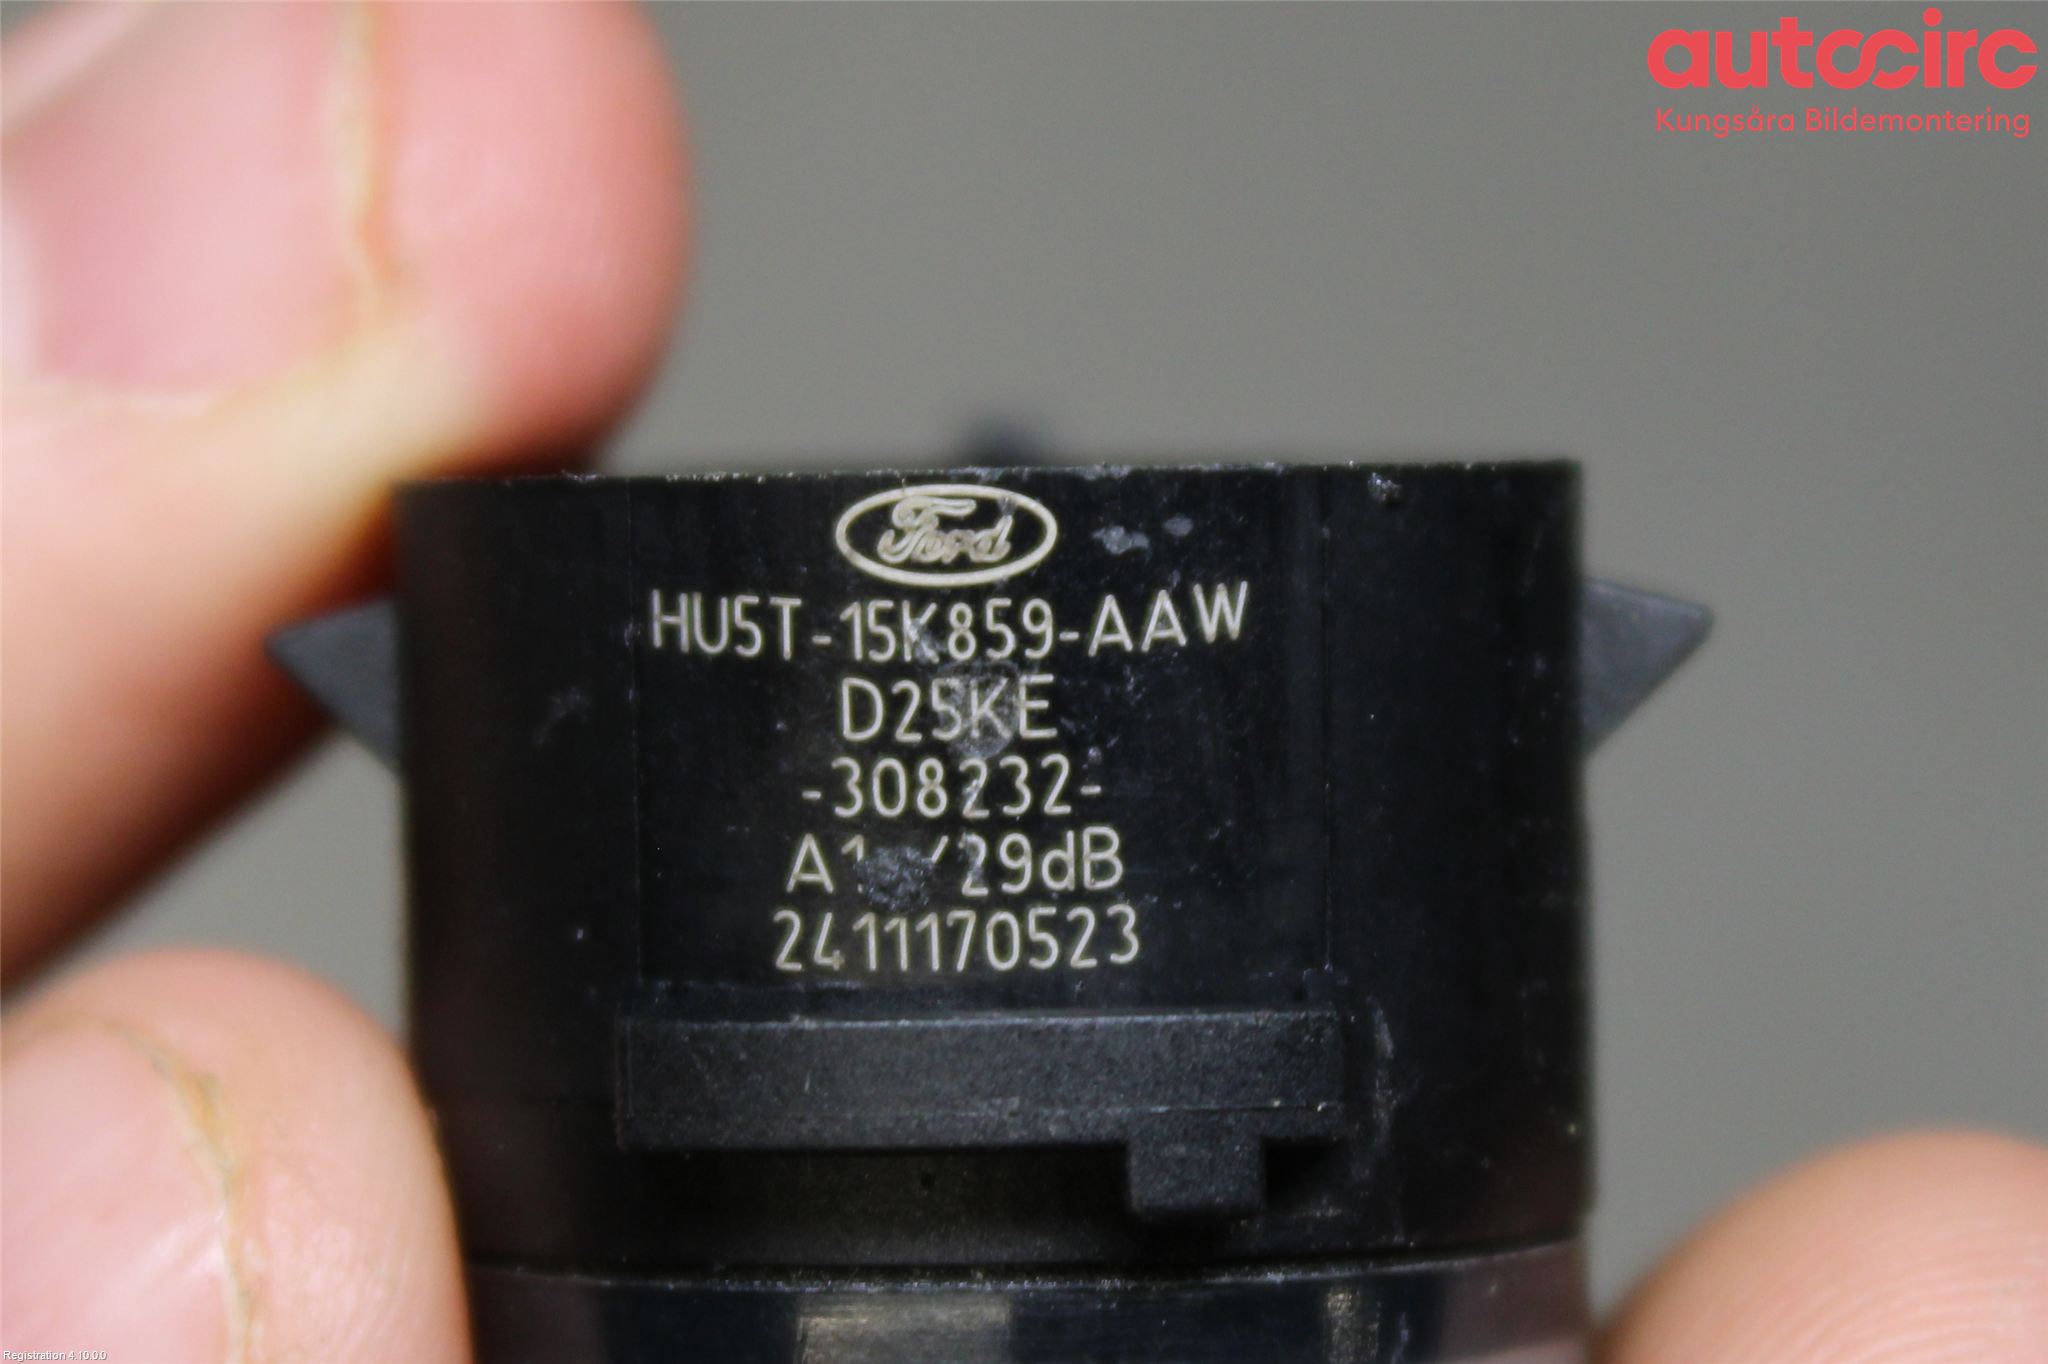 autocirc
Kungsåra Bildemontering
Ford
HU5T-15K859-AAW
D25KE
-308232-
/29dB
2411170523
Registration 4.10.0.0